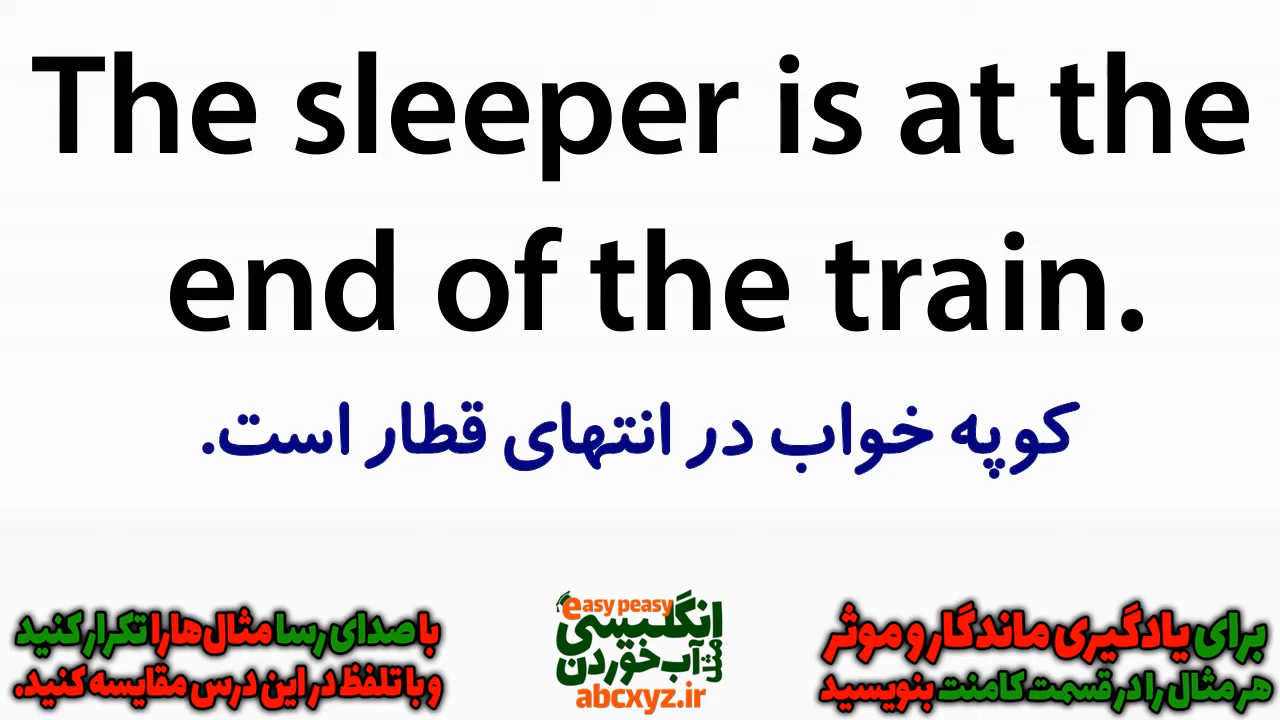 The sleeper is at the
end of the train.
کوپه خواب در انتهای قطار است.
برای یادگیری ماندگار و موثر
هر مثال را در قسمت کامنت بنویسید
easy peasy
انگلیسی
مثل آب خوردن
abcxyz.ir
با صدای رسا مثال‌ها را تکرار کنید
و با تلفظ در این درس مقایسه کنید.